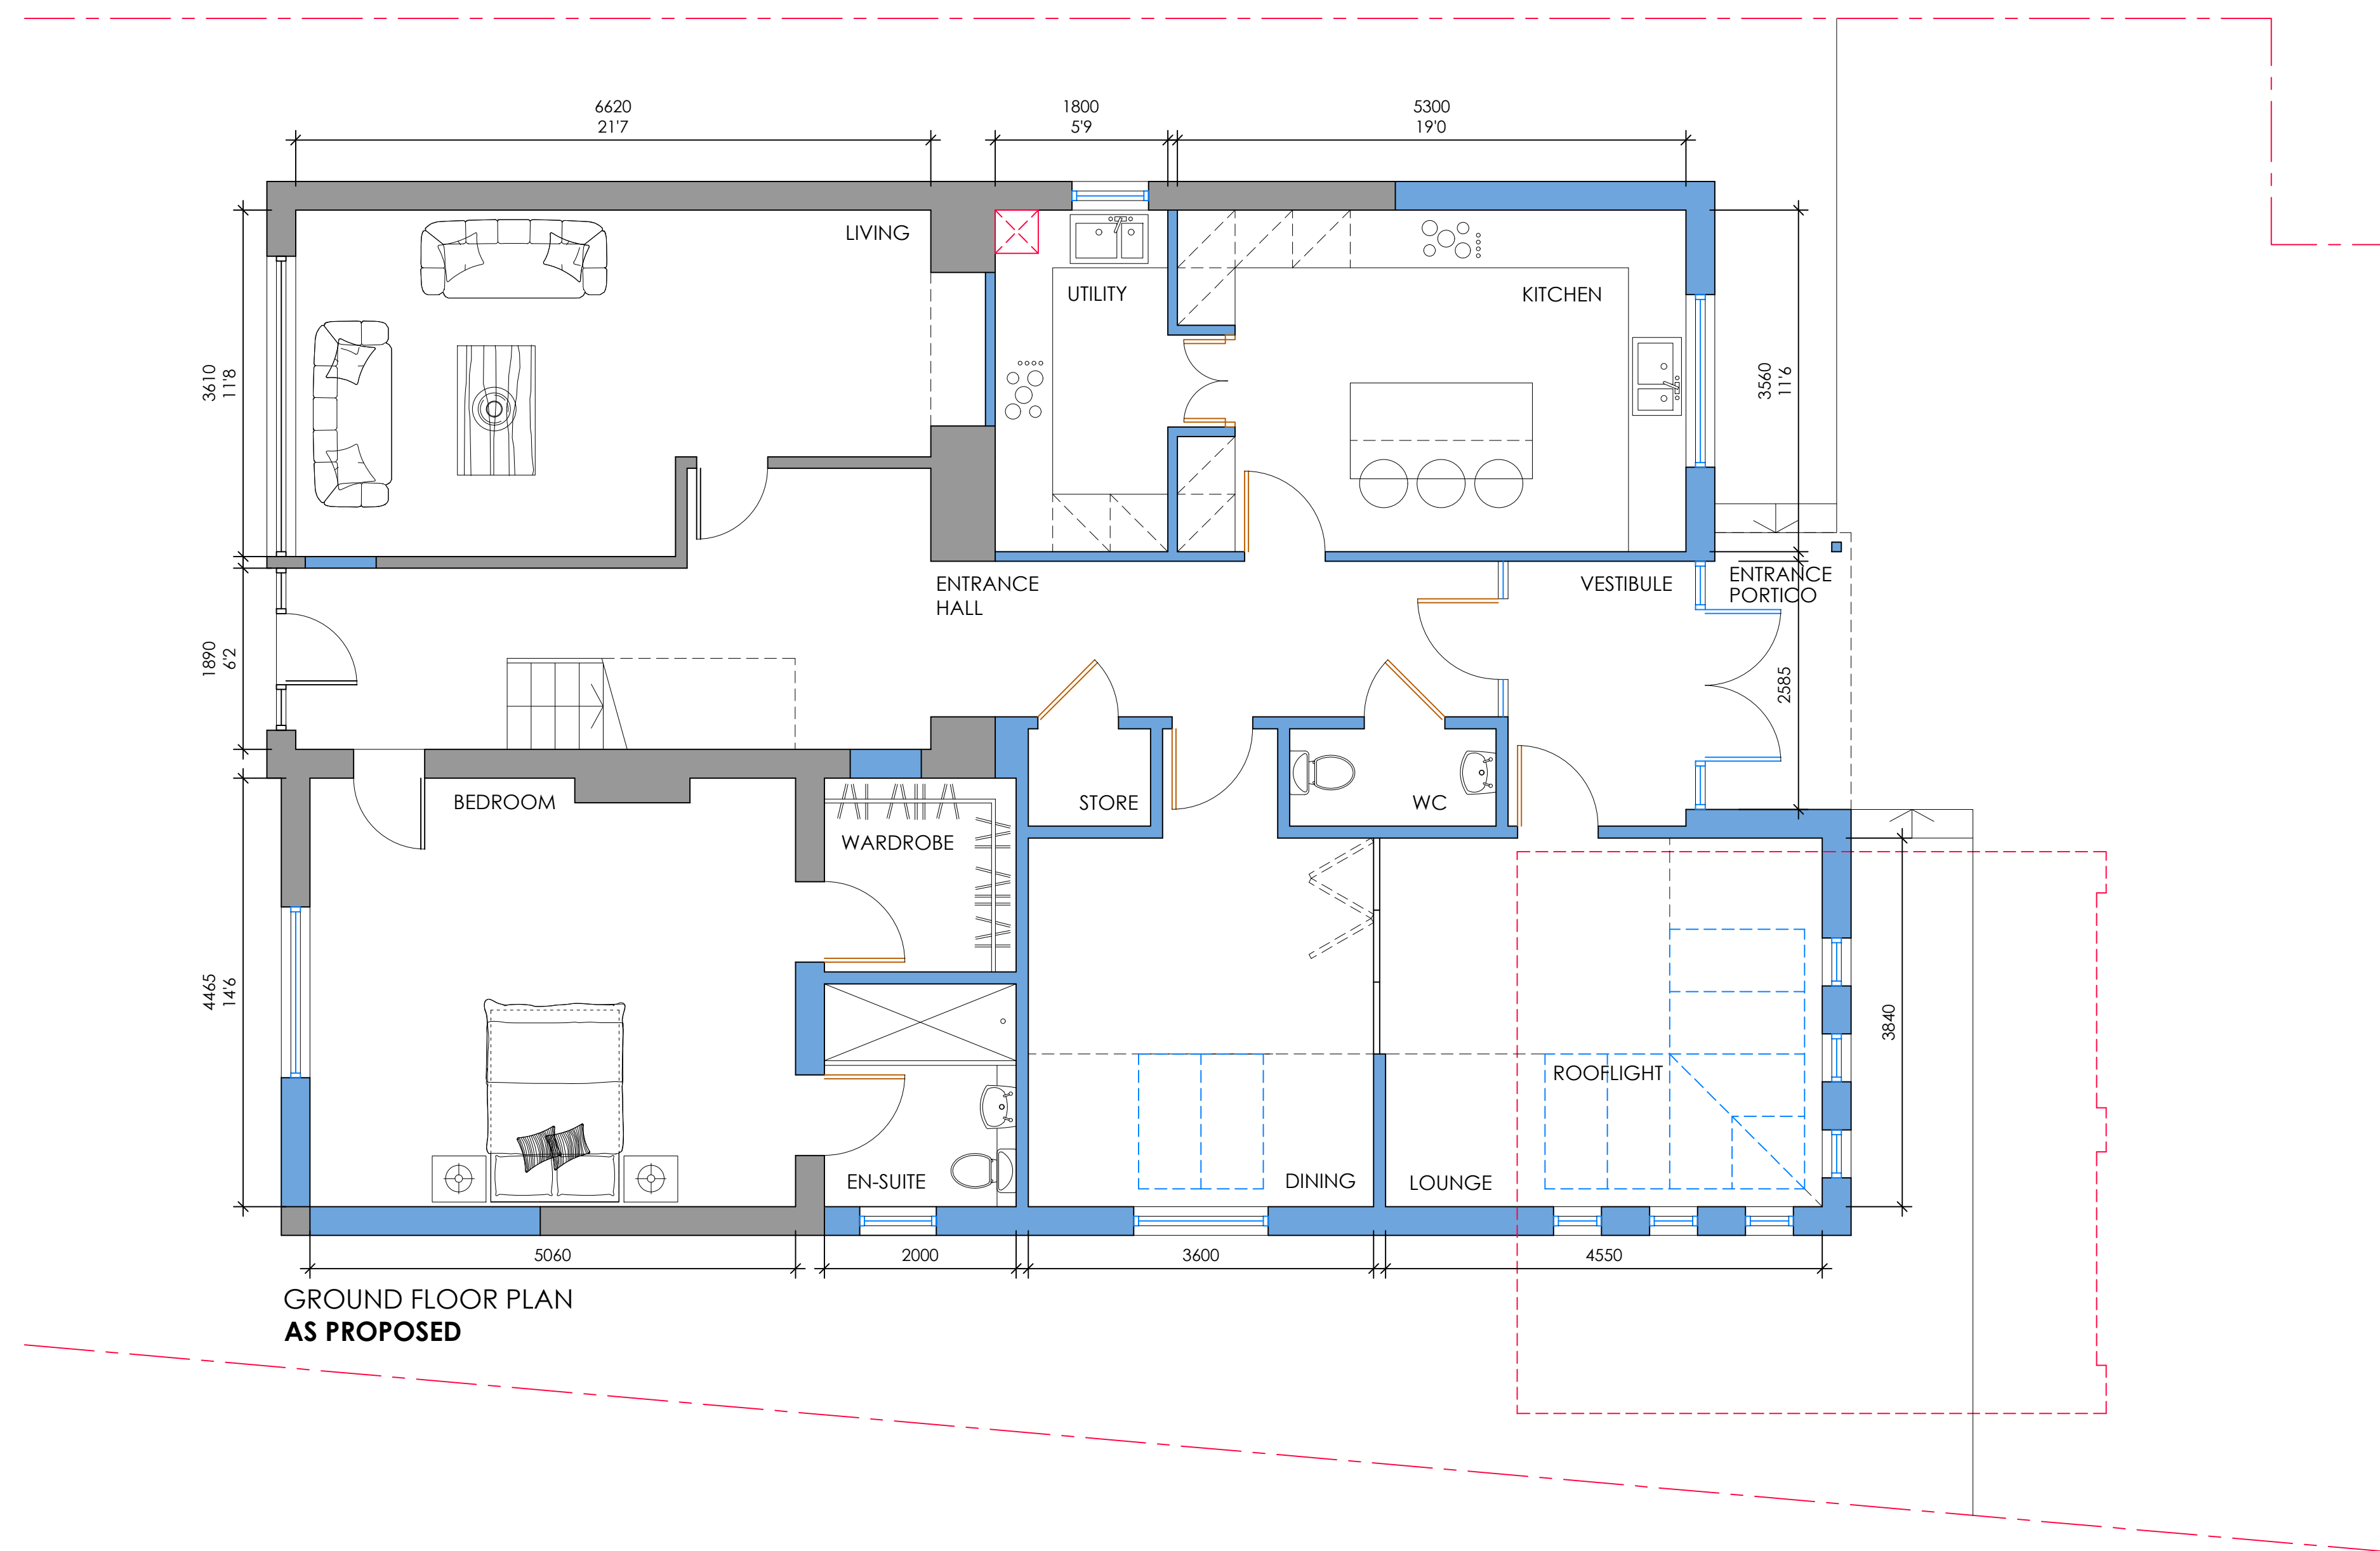 6620
21'7
1800
5'9
5300
19'0
LIVING
UTILITY
KITCHEN
3610
11'8
3560
11'6
ENTRANCE
HALL
VESTIBULE
ENTRANCE
PORTICO
1890
6'2
2585
BEDROOM
STORE
WC
WARDROBE
4465
14'6
3840
ROOFLIGHT
EN-SUITE
DINING
LOUNGE
5060
2000
3600
4550
GROUND FLOOR PLAN
AS PROPOSED